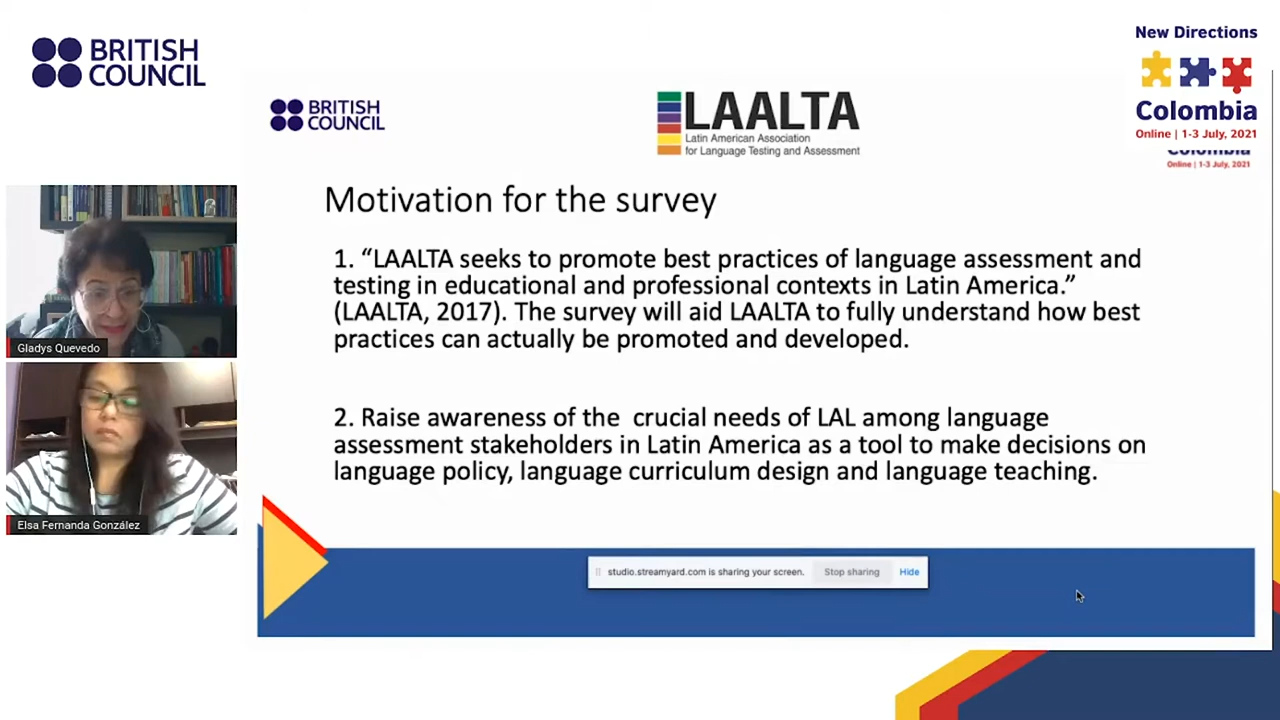 BRITISH
COUNCIL
New Directions
Colombia
Online | 1-3 July, 2021
BRITISH
COUNCIL
LAALTA
Latin American Association
for Language Testing and Assessment
Colombia
Online | 1-3 July, 2021
Motivation for the survey
1. “LAALTA seeks to promote best practices of language assessment and
testing in educational and professional contexts in Latin America.”
(LAALTA, 2017). The survey will aid LAALTA to fully understand how best
practices can actually be promoted and developed.
2. Raise awareness of the crucial needs of LAL among language
assessment stakeholders in Latin America as a tool to make decisions on
language policy, language curriculum design and language teaching.
Gladys Quevedo
Elsa Fernanda González
studio.streamyard.com is sharing your screen.
Stop sharing
Hide